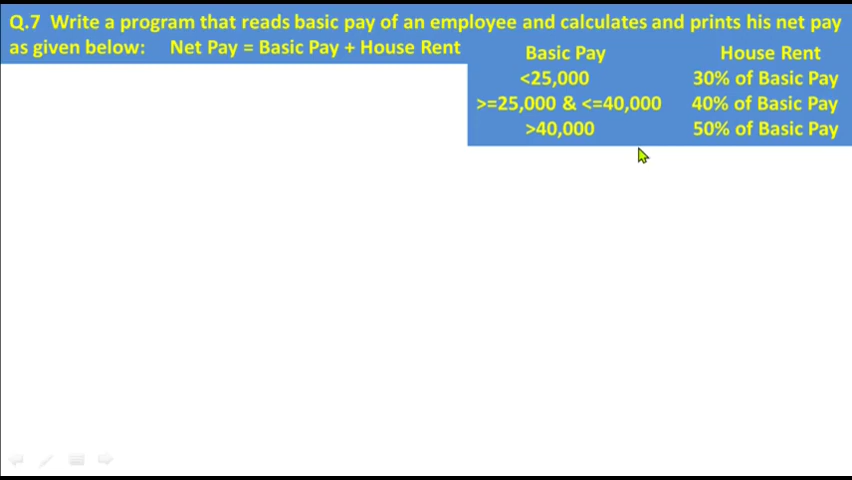 Q.7 Write a program that reads basic pay of an employee and calculates and prints his net pay
as given below: Net Pay = Basic Pay + House Rent
Basic Pay House Rent
<25,000 30% of Basic Pay
>=25,000 & <=40,000 40% of Basic Pay
>40,000 50% of Basic Pay